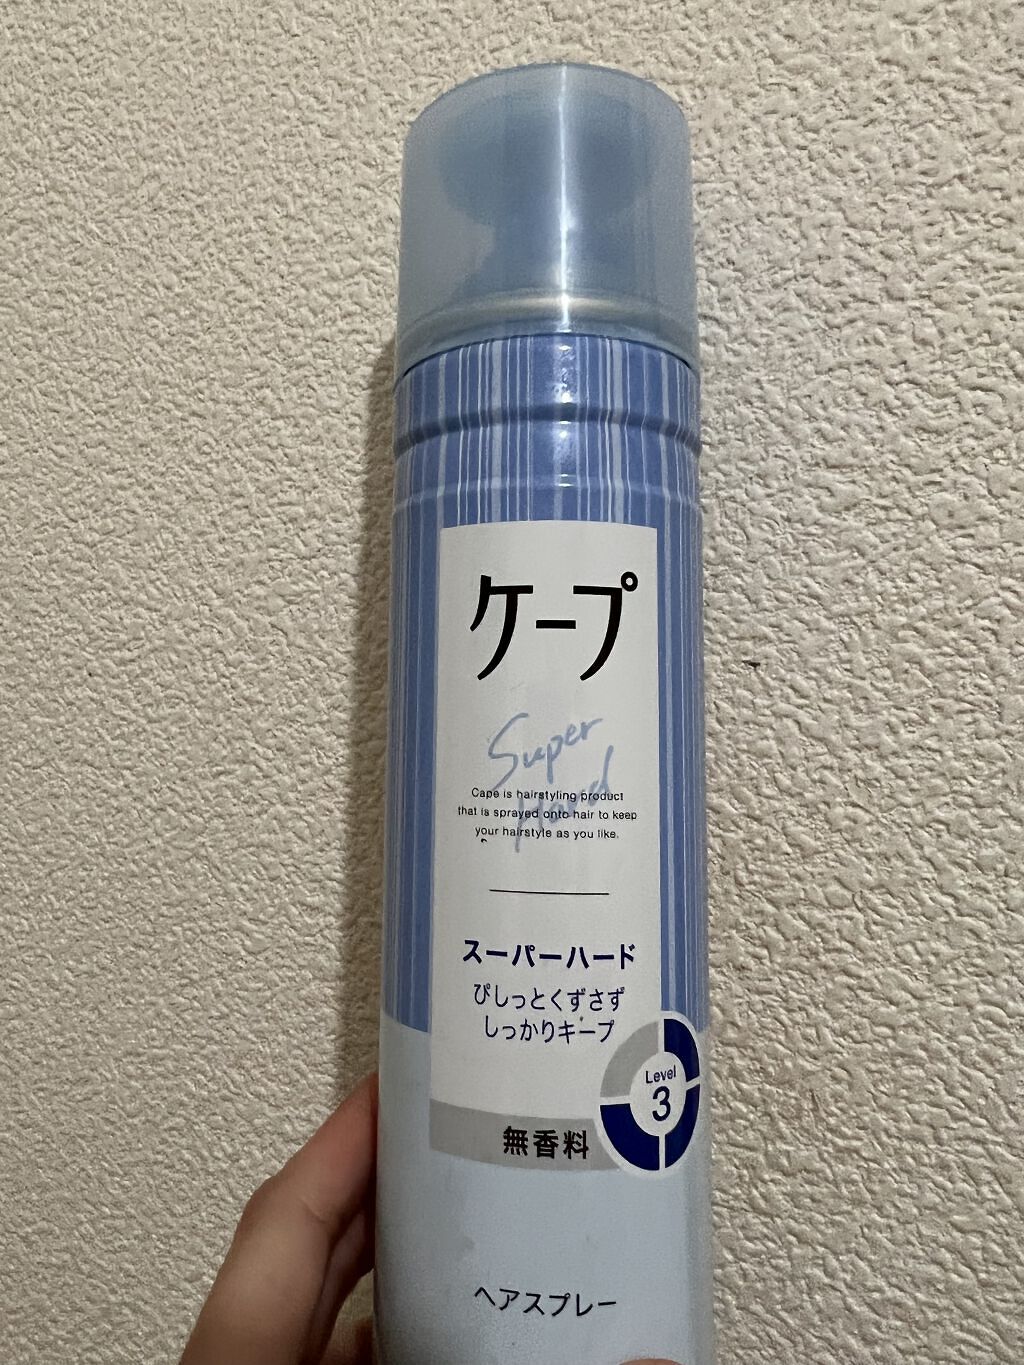 ケープ
Super
Hard
Cape is hairstyling product
that is sprayed onto hair to keep
your hairstyle as you like.
スーパーハード
ぴしっとくずさず
しっかりキープ
Level
3
無香料
ヘアスプレー